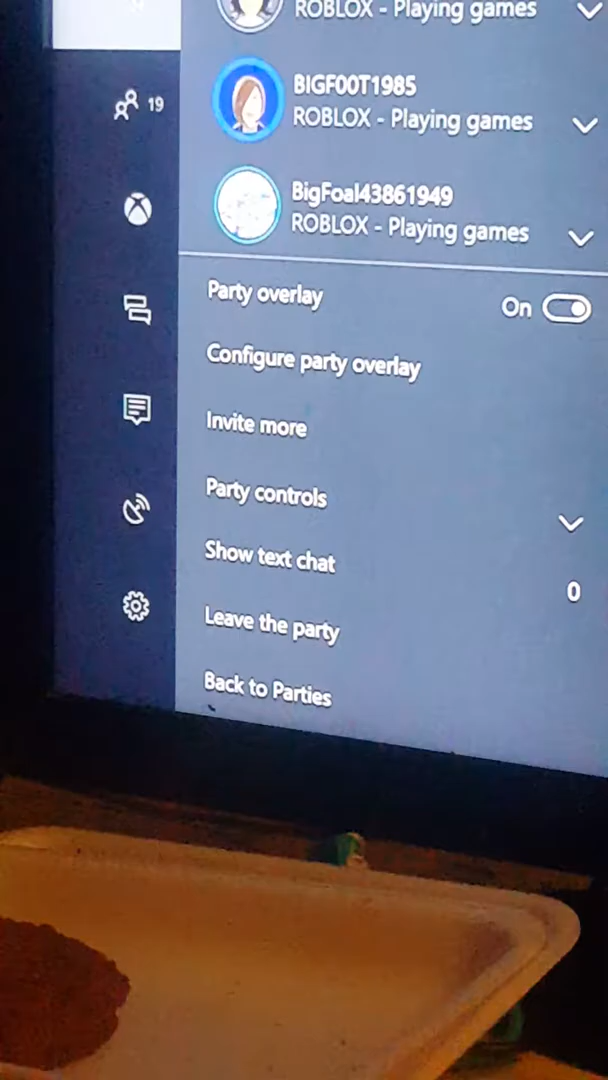 ROBLOX - Playing games
BIGF00T1985
ROBLOX - Playing games
19
BigFoal43861949
ROBLOX - Playing games
Party overlay
On
Configure party overlay
Invite more
Party controls
Show text chat
0
Leave the party
Back to Parties